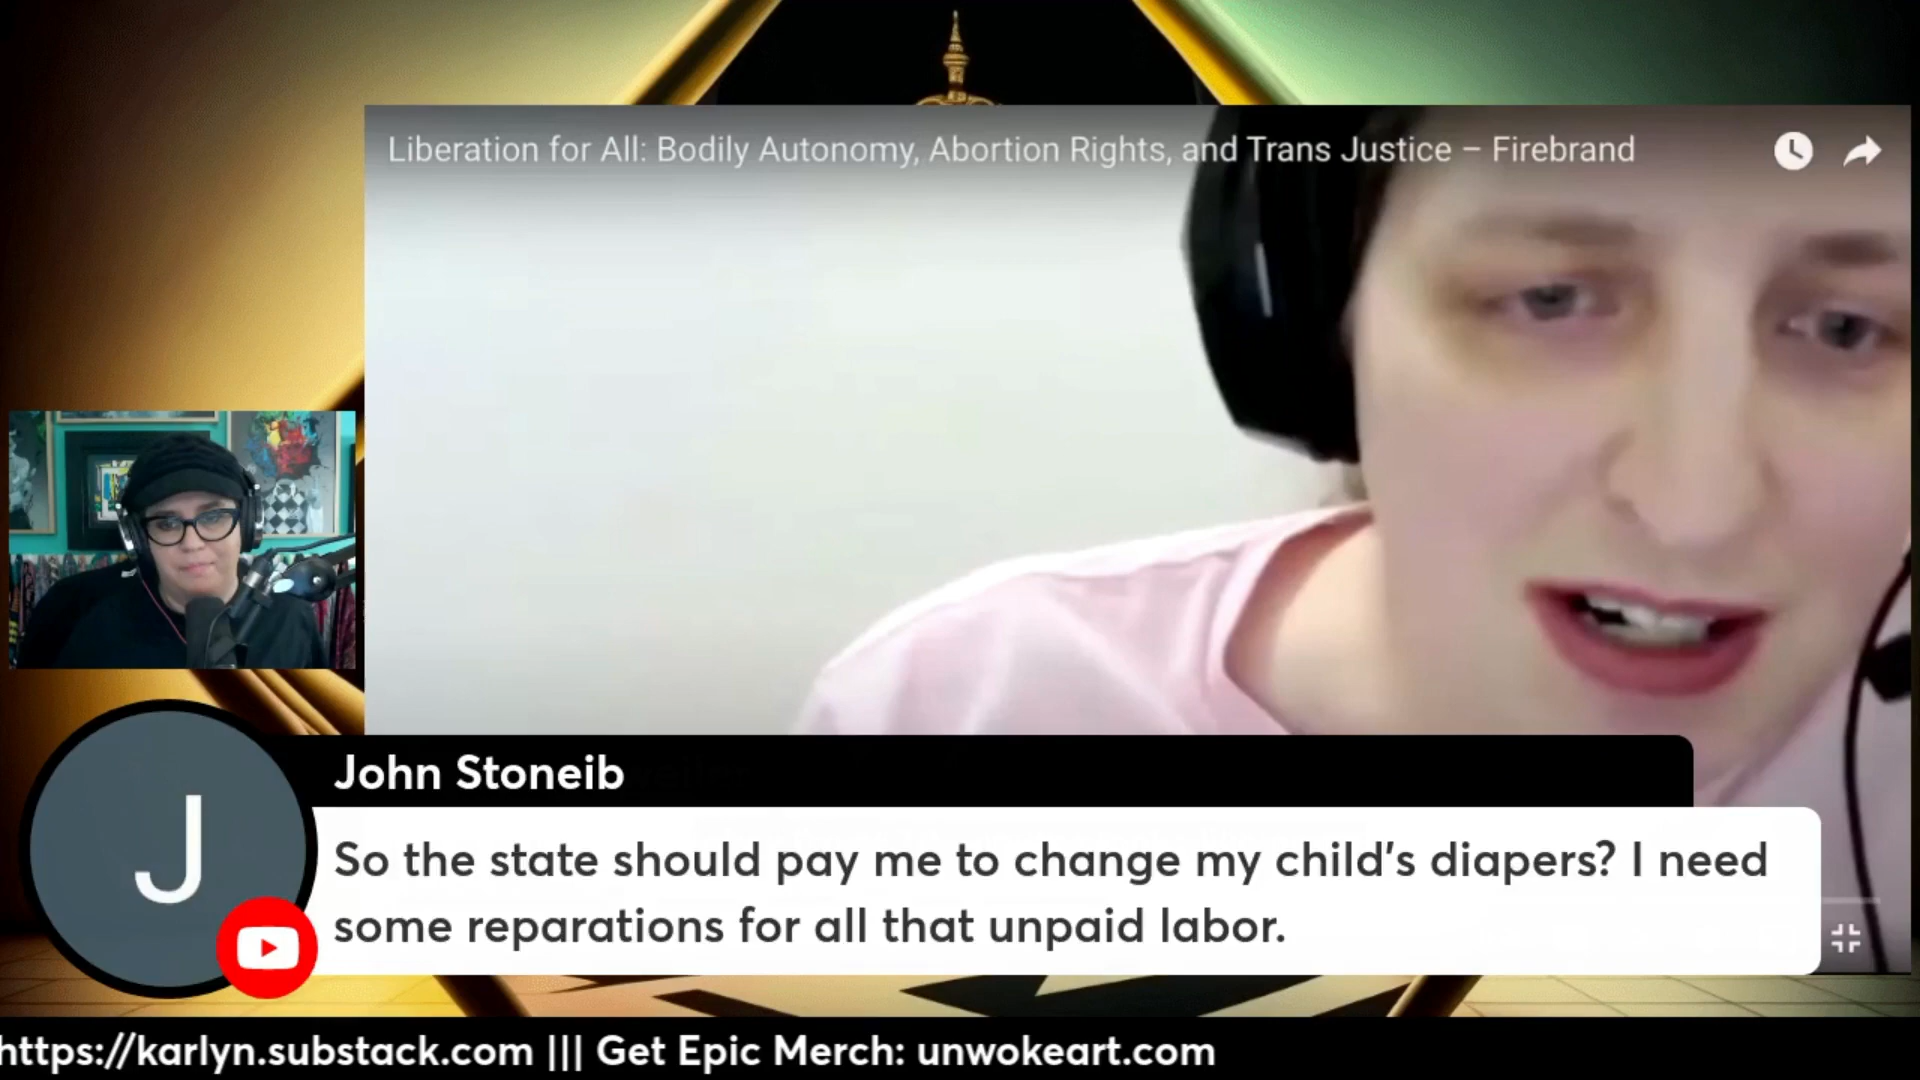 Liberation for All: Bodily Autonomy, Abortion Rights, and Trans Justice – Firebrand
John Stoneib
J
So the state should pay me to change my child's diapers? I need
some reparations for all that unpaid labor.
https://karlyn.substack.com ||| Get Epic Merch: unwokeart.com